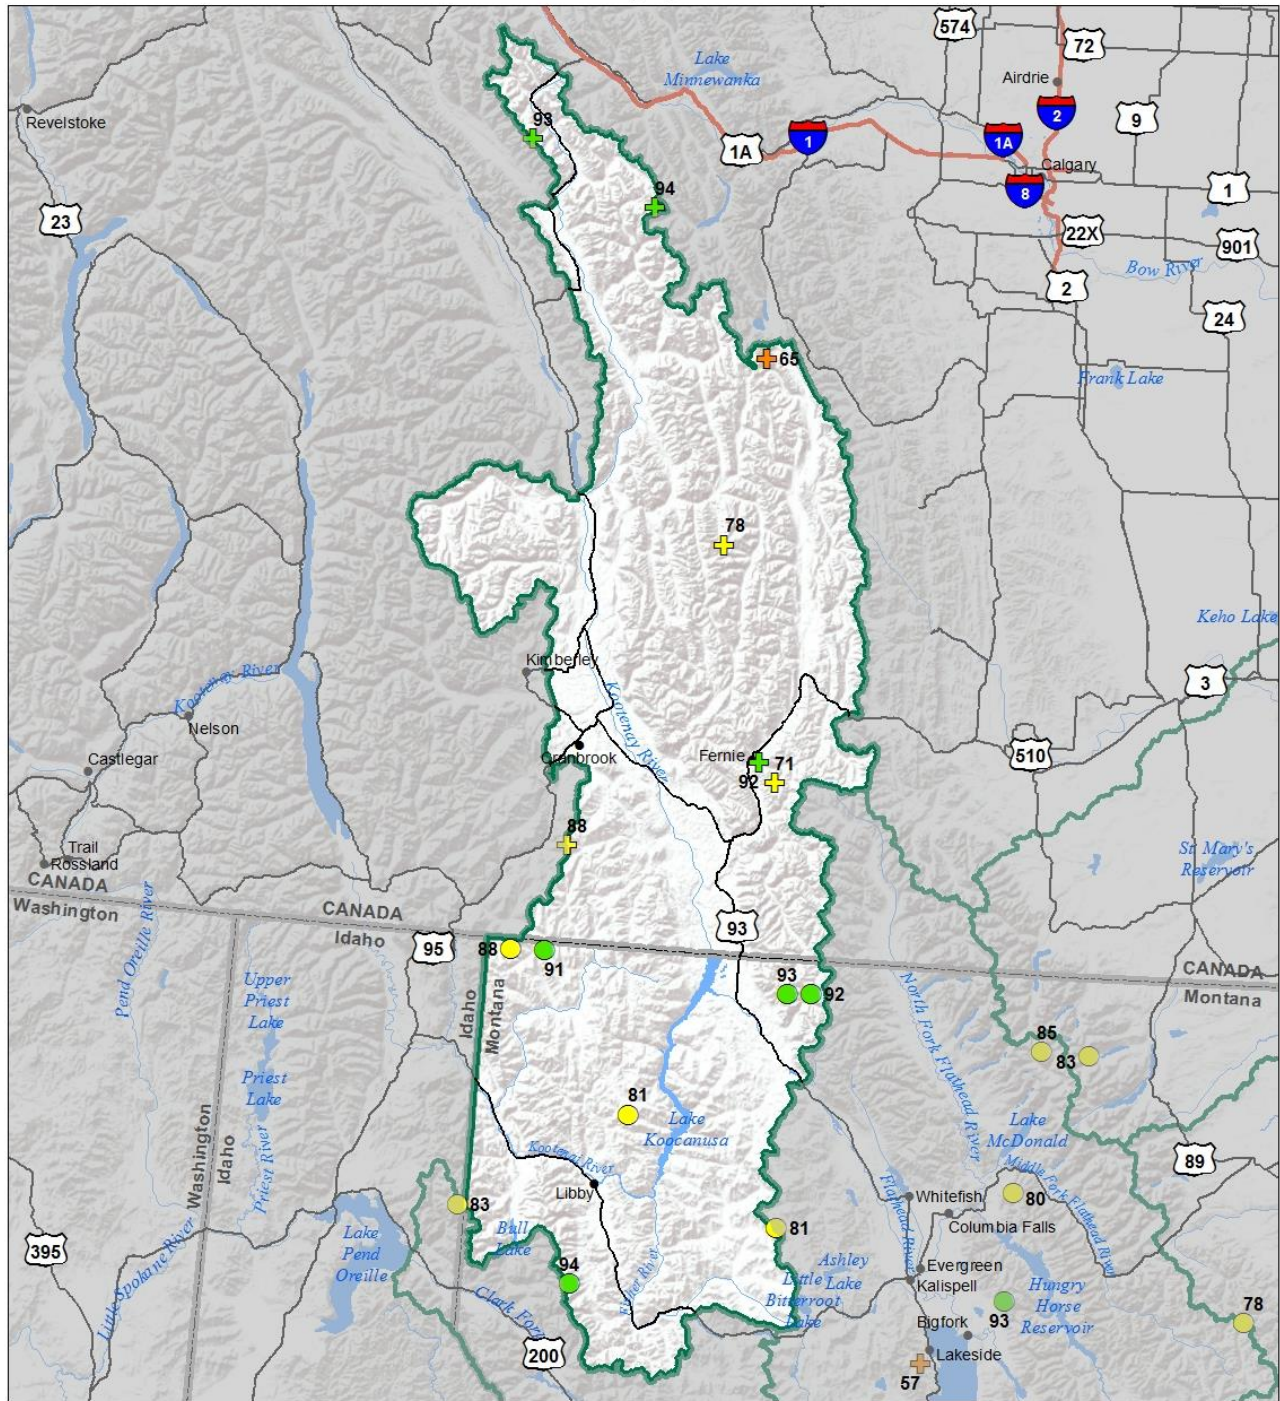 574
72
Lake
Minnewanka
Airdrie
93
Revelstoke
2
9
1A
1
1A
Calgary
94
8
1
23
22X
901
Bow River
2
24
65
Frank Lake
78
Keho Lake
Kimberley
Kootenay River
Kootenay River
3
Nelson
Cranbrook
Fernie
71
92
510
Castlegar
88
Trail
Rossland
St Mary's
Reservoir
CANADA
Washington
CANADA
Idaho
95
88
91
93
Pend Oreille River
Upper
Priest
Lake
Idaho
Montana
93
92
North Fork Flathead River
CANADA
Montana
85
83
Priest
Lake
81
Lake
Koocanusa
Lake
McDonald
Middle Fork Flathead River
Washington
Idaho
Priest River
Kootenai River
89
Libby
83
Flathead River
Whitefish
80
Columbia Falls
395
Little Spokane River
Lake
Pend
Oreille
Bull
Lake
81
94
Fisher River
Ashley
Lake
Little
Bitterroot
Lake
Evergreen
Kalispell
Hungry
Horse
Reservoir
93
Clark Fork
Bigfork
78
200
Lakeside
57